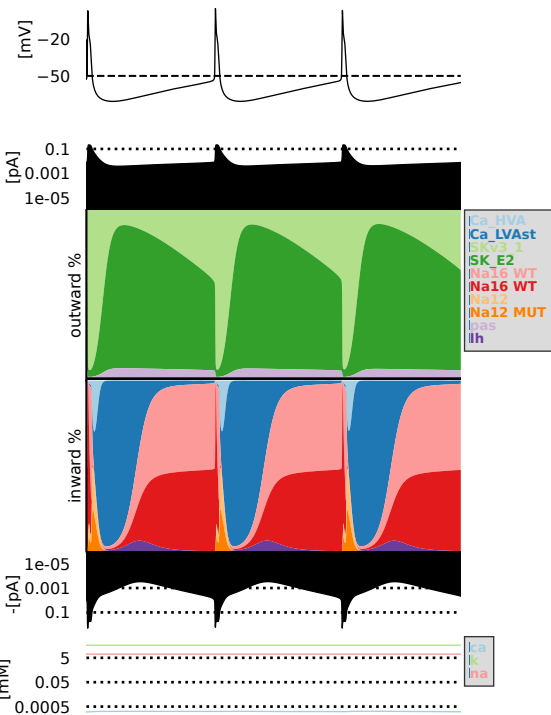 [mV]
−20
−50
[pA]
0.1
0.001
1e-05
outward %
Ca_HVA
Ca_LVAst
SKv3_1
SK_E2
Na16 WT
Na16 WT
Na12
Na12 MUT
pas
Ih
inward %
-[pA]
1e-05
0.001
0.1
[mM]
5
0.05
0.0005
ca
k
na